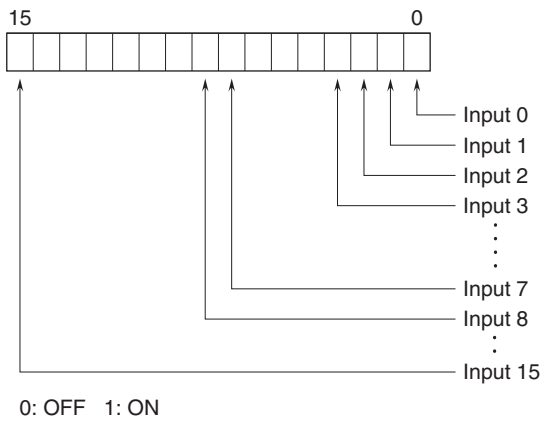 15 0
Input 0
Input 1
Input 2
Input 3
Input 7
Input 8
Input 15
0: OFF 1: ON